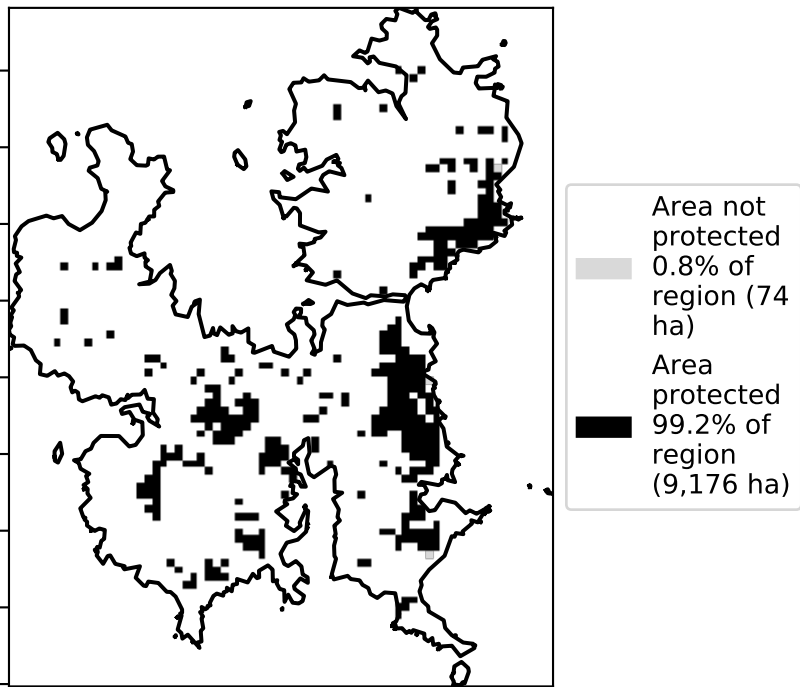 Area not
protected
0.8% of
region (74
ha)
Area
protected
99.2% of
region
(9,176 ha)